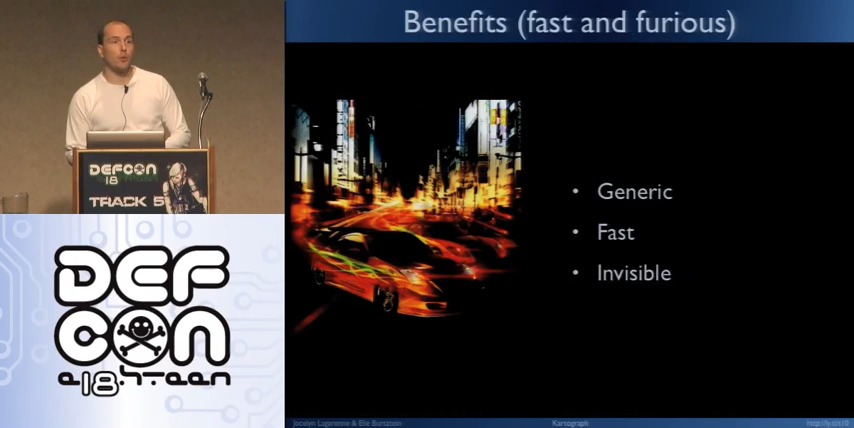 Benefits (fast and furious)
DEFCON
18
TRACK 5
• Generic
• Fast
• Invisible
DEF
CON
Jocelyn Lagarenne & Elie Bursztein
Kartograph